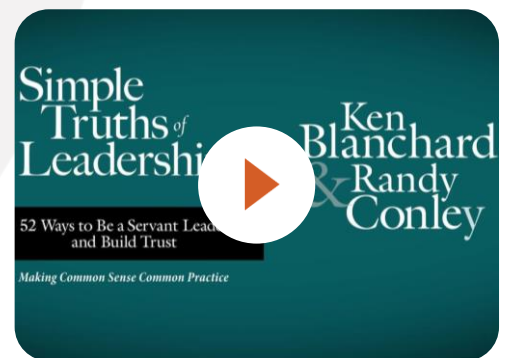 Simple
Truths of
Leadershi
52 Ways to Be a Servant Lead
and Build Trust
Making Common Sense Common Practice
Ken
Blanchard
& Randy
Conley